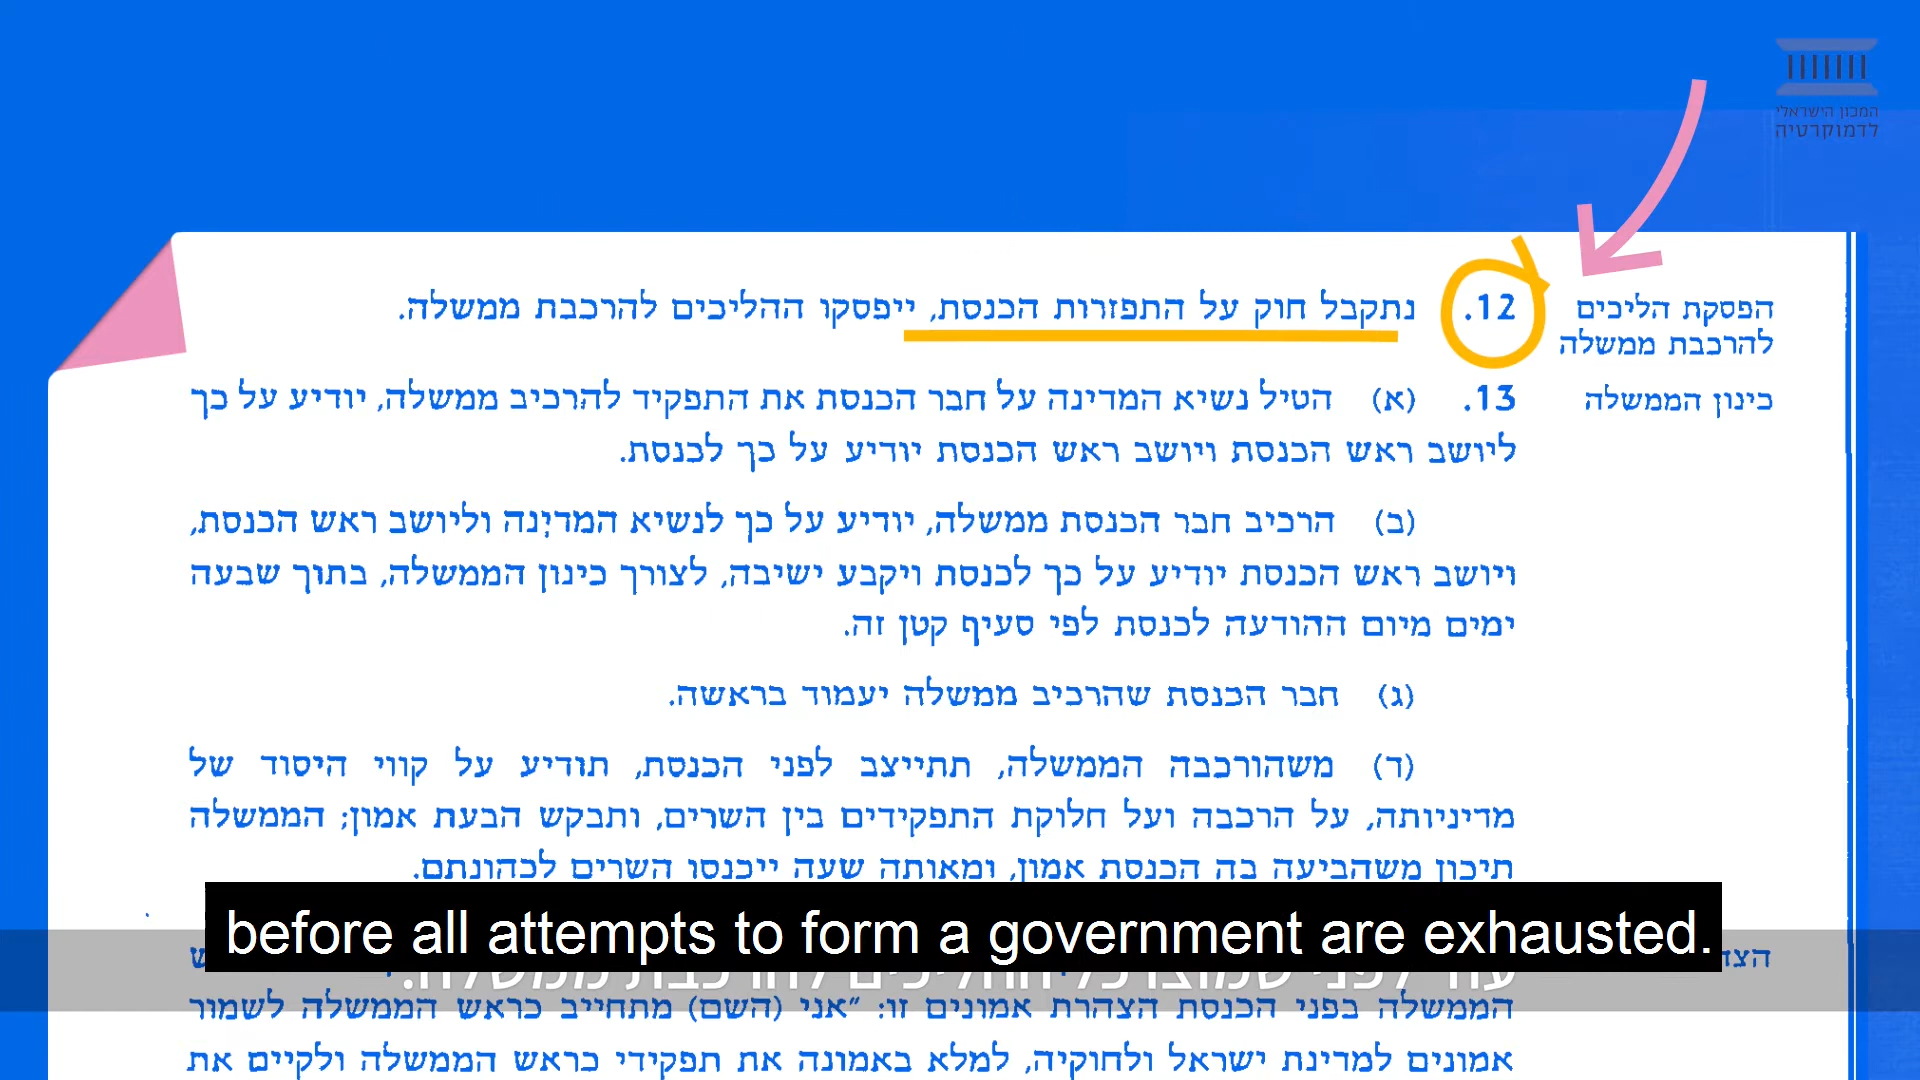 המכון הישראלי
לדמוקרטיה
הפסקת הליכים
להרכבת ממשלה
12. נתקבל חוק על התפזרות הכנסת, ייפסקו ההליכים להרכבת ממשלה.
כינון הממשלה
13. (א) הטיל נשיא המדינה על חבר הכנסת את התפקיד להרכיב ממשלה, יודיע על כך
ליושב ראש הכנסת ויושב ראש הכנסת יודיע על כך לכנסת.
(ב) הרכיב חבר הכנסת ממשלה, יודיע על כך לנשיא המדינה וליושב ראש הכנסת,
ויושב ראש הכנסת יודיע על כך לכנסת ויקבע ישיבה, לצורך כינון הממשלה, בתוך שבעה
ימים מיום ההודעה לכנסת לפי סעיף קטן זה.
(ג) חבר הכנסת שהרכיב ממשלה יעמוד בראשה.
(ד) משהורכבה הממשלה, תתייצב לפני הכנסת, תודיע על קווי היסוד של
מדיניותה, על הרכבה ועל חלוקת התפקידים בין השרים, ותבקש הבעת אמון; הממשלה
תיכון משהביעה בה הכנסת אמון, ומאותה שעה ייכנסו השרים לכהונתם.
before all attempts to form a government are exhausted.
הממשלה בפני הכנסת הצהרת אמונים זו: "אני (השם) מתחייב כראש הממשלה לשמור
אמונים למדינת ישראל ולחוקיה, למלא באמונה את תפקידי כראש הממשלה ולקיים את